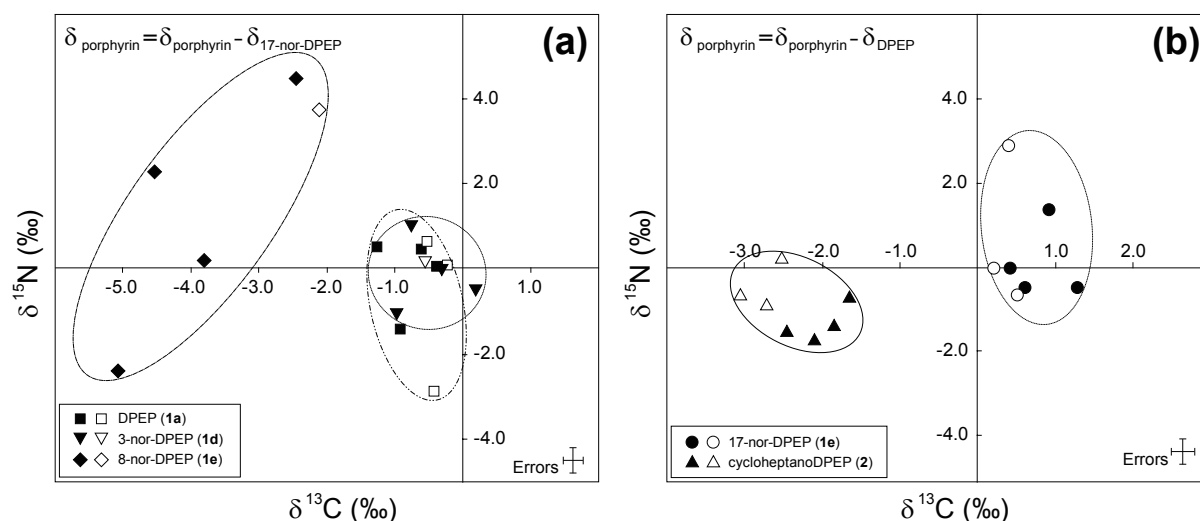 δ porphyrin = δ porphyrin - δ 17-nor-DPEP
(a)
4.0
2.0
-5.0 -4.0 -3.0 -2.0 -1.0 1.0
-2.0
-4.0
δ 15N (‰)
DPEP (1a)
3-nor-DPEP (1d)
8-nor-DPEP (1e)
Errors
δ 13C (‰)
δ porphyrin = δ porphyrin - δ DPEP
(b)
4.0
2.0
-3.0 -2.0 -1.0 1.0 2.0
-2.0
-4.0
δ 15N (‰)
17-nor-DPEP (1e)
cycloheptanoDPEP (2)
Errors
δ 13C (‰)